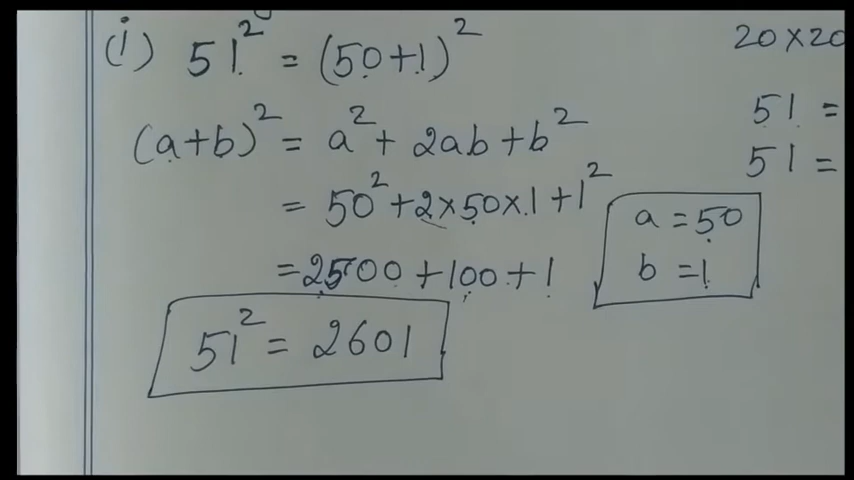 (i) 51² = (50+1)²
(a+b)² = a² + 2ab + b²
= 50² + 2×50×1 + 1²
= 2500 + 100 + 1
51² = 2601
a = 50
b = 1
20×20
51 =
51 =